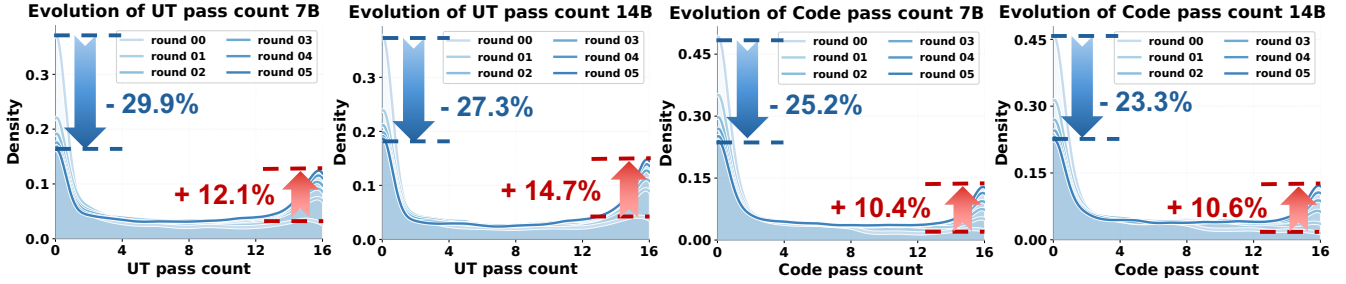 Evolution of UT pass count 7B
Density
0.3
0.2
0.1
0.0
round 00
round 01
round 02
round 03
round 04
round 05
- 29.9%
+ 12.1%
0 4 8 12 16
UT pass count
Evolution of UT pass count 14B
Density
0.3
0.2
0.1
0.0
round 00
round 01
round 02
round 03
round 04
round 05
- 27.3%
+ 14.7%
0 4 8 12 16
UT pass count
Evolution of Code pass count 7B
Density
0.45
0.30
0.15
0.00
round 00
round 01
round 02
round 03
round 04
round 05
- 25.2%
+ 10.4%
0 4 8 12 16
Code pass count
Evolution of Code pass count 14B
Density
0.45
0.30
0.15
0.00
round 00
round 01
round 02
round 03
round 04
round 05
- 23.3%
+ 10.6%
0 4 8 12 16
Code pass count